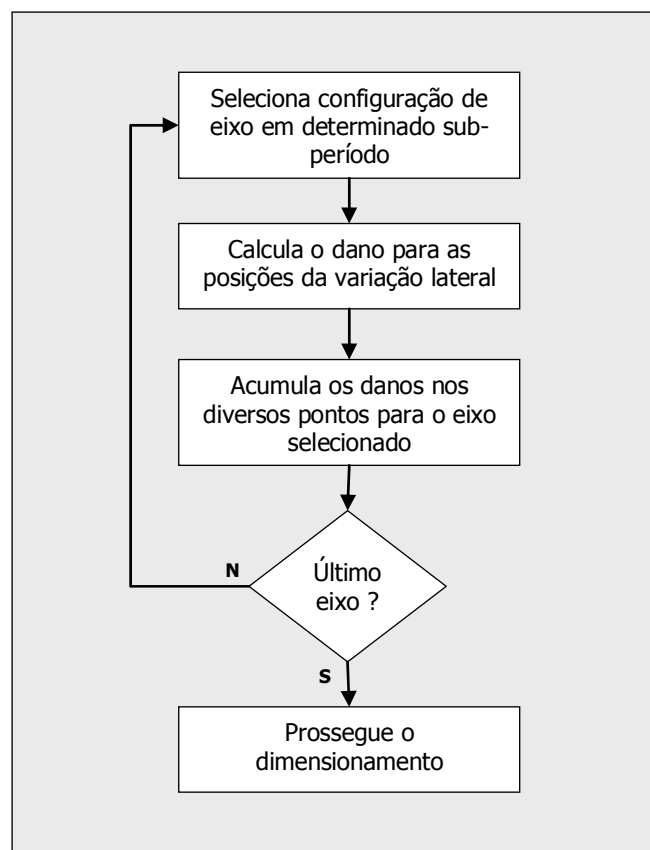 Seleciona configuração de
eixo em determinado sub-
período
Calcula o dano para as
posições da variação lateral
Acumula os danos nos
diversos pontos para o eixo
selecionado
N
Último
eixo ?
S
Prossegue o
dimensionamento